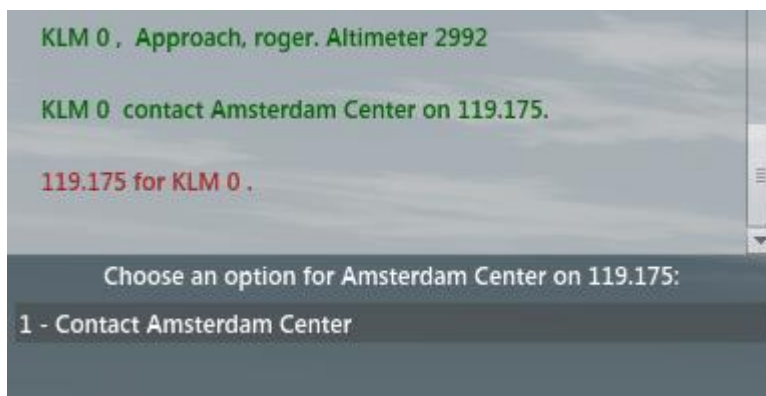 KLM 0 , Approach, roger. Altimeter 2992
KLM 0 contact Amsterdam Center on 119.175.
119.175 for KLM 0 .
Choose an option for Amsterdam Center on 119.175:
1 - Contact Amsterdam Center